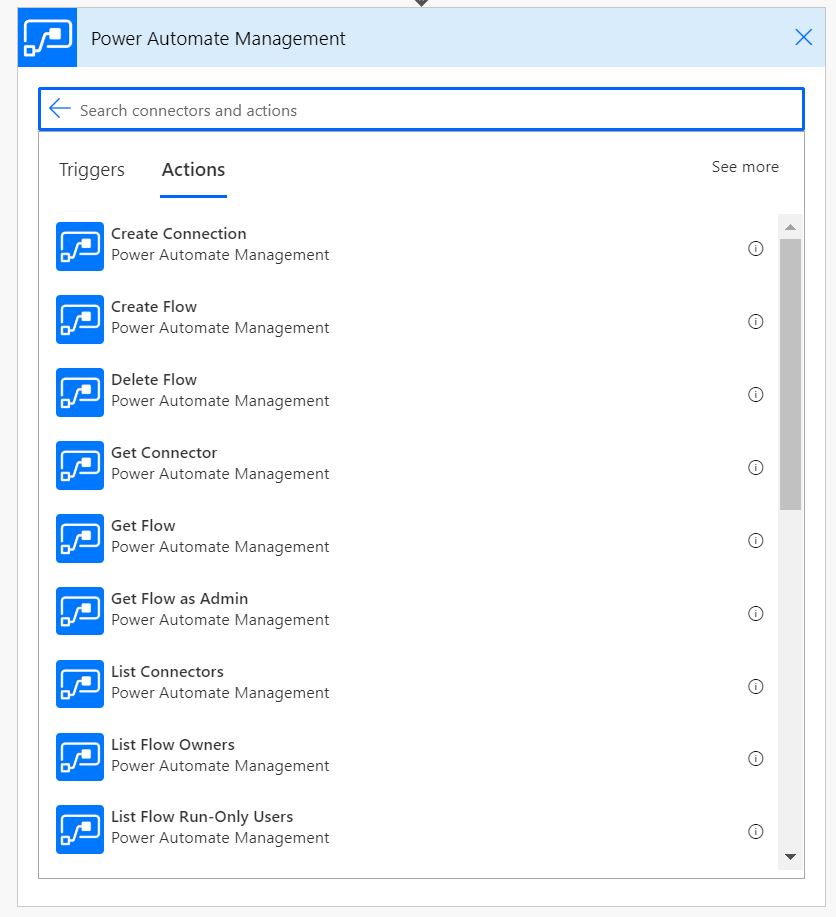 Power Automate Management
Search connectors and actions
Triggers
Actions
See more
Create Connection
Power Automate Management
Create Flow
Power Automate Management
Delete Flow
Power Automate Management
Get Connector
Power Automate Management
Get Flow
Power Automate Management
Get Flow as Admin
Power Automate Management
List Connectors
Power Automate Management
List Flow Owners
Power Automate Management
List Flow Run-Only Users
Power Automate Management